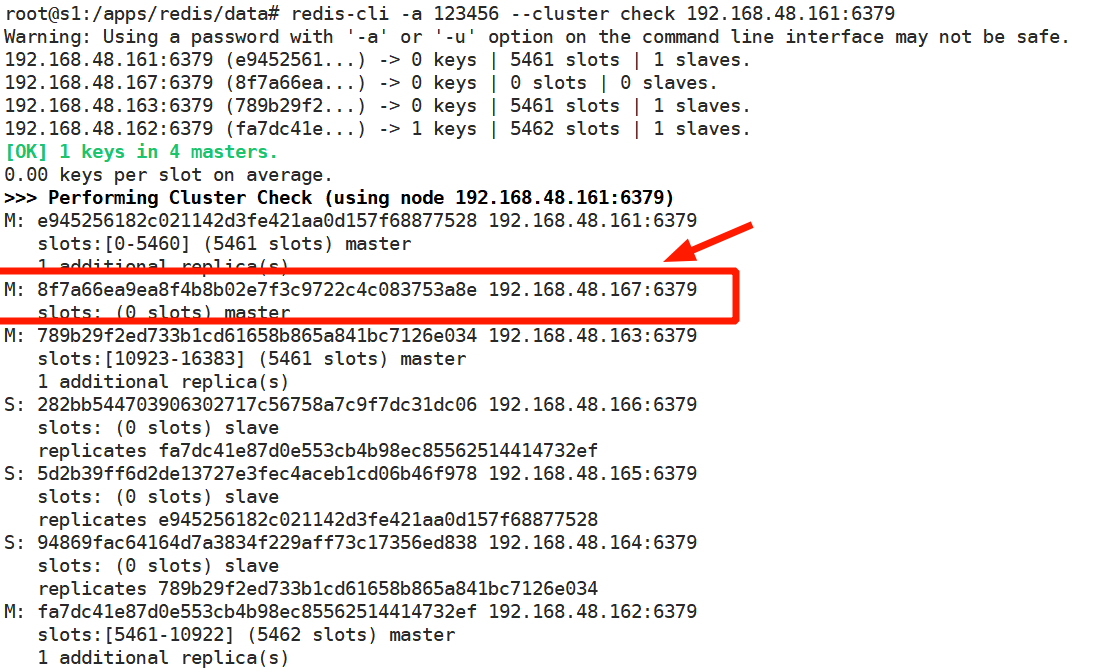 root@s1:/apps/redis/data# redis-cli -a 123456 --cluster check 192.168.48.161:6379
Warning: Using a password with '-a' or '-u' option on the command line interface may not be safe.
192.168.48.161:6379 (e9452561...) -> 0 keys | 5461 slots | 1 slaves.
192.168.48.167:6379 (8f7a66ea...) -> 0 keys | 0 slots | 0 slaves.
192.168.48.163:6379 (789b29f2...) -> 0 keys | 5461 slots | 1 slaves.
192.168.48.162:6379 (fa7dc41e...) -> 1 keys | 5462 slots | 1 slaves.
[OK] 1 keys in 4 masters.
0.00 keys per slot on average.
>>> Performing Cluster Check (using node 192.168.48.161:6379)
M: e945256182c021142d3fe421aa0d157f68877528 192.168.48.161:6379
   slots:[0-5460] (5461 slots) master
   1 additional replica(s)
M: 8f7a66ea9ea8f4b8b02e7f3c9722c4c083753a8e 192.168.48.167:6379
   slots: (0 slots) master
M: 789b29f2ed733b1cd61658b865a841bc7126e034 192.168.48.163:6379
   slots:[10923-16383] (5461 slots) master
   1 additional replica(s)
S: 282bb544703906302717c56758a7c9f7dc31dc06 192.168.48.166:6379
   slots: (0 slots) slave
   replicates fa7dc41e87d0e553cb4b98ec85562514414732ef
S: 5d2b39ff6d2de13727e3fec4aceb1cd06b46f978 192.168.48.165:6379
   slots: (0 slots) slave
   replicates e945256182c021142d3fe421aa0d157f68877528
S: 94869fac64164d7a3834f229aff73c17356ed838 192.168.48.164:6379
   slots: (0 slots) slave
   replicates 789b29f2ed733b1cd61658b865a841bc7126e034
M: fa7dc41e87d0e553cb4b98ec85562514414732ef 192.168.48.162:6379
   slots:[5461-10922] (5462 slots) master
   1 additional replica(s)